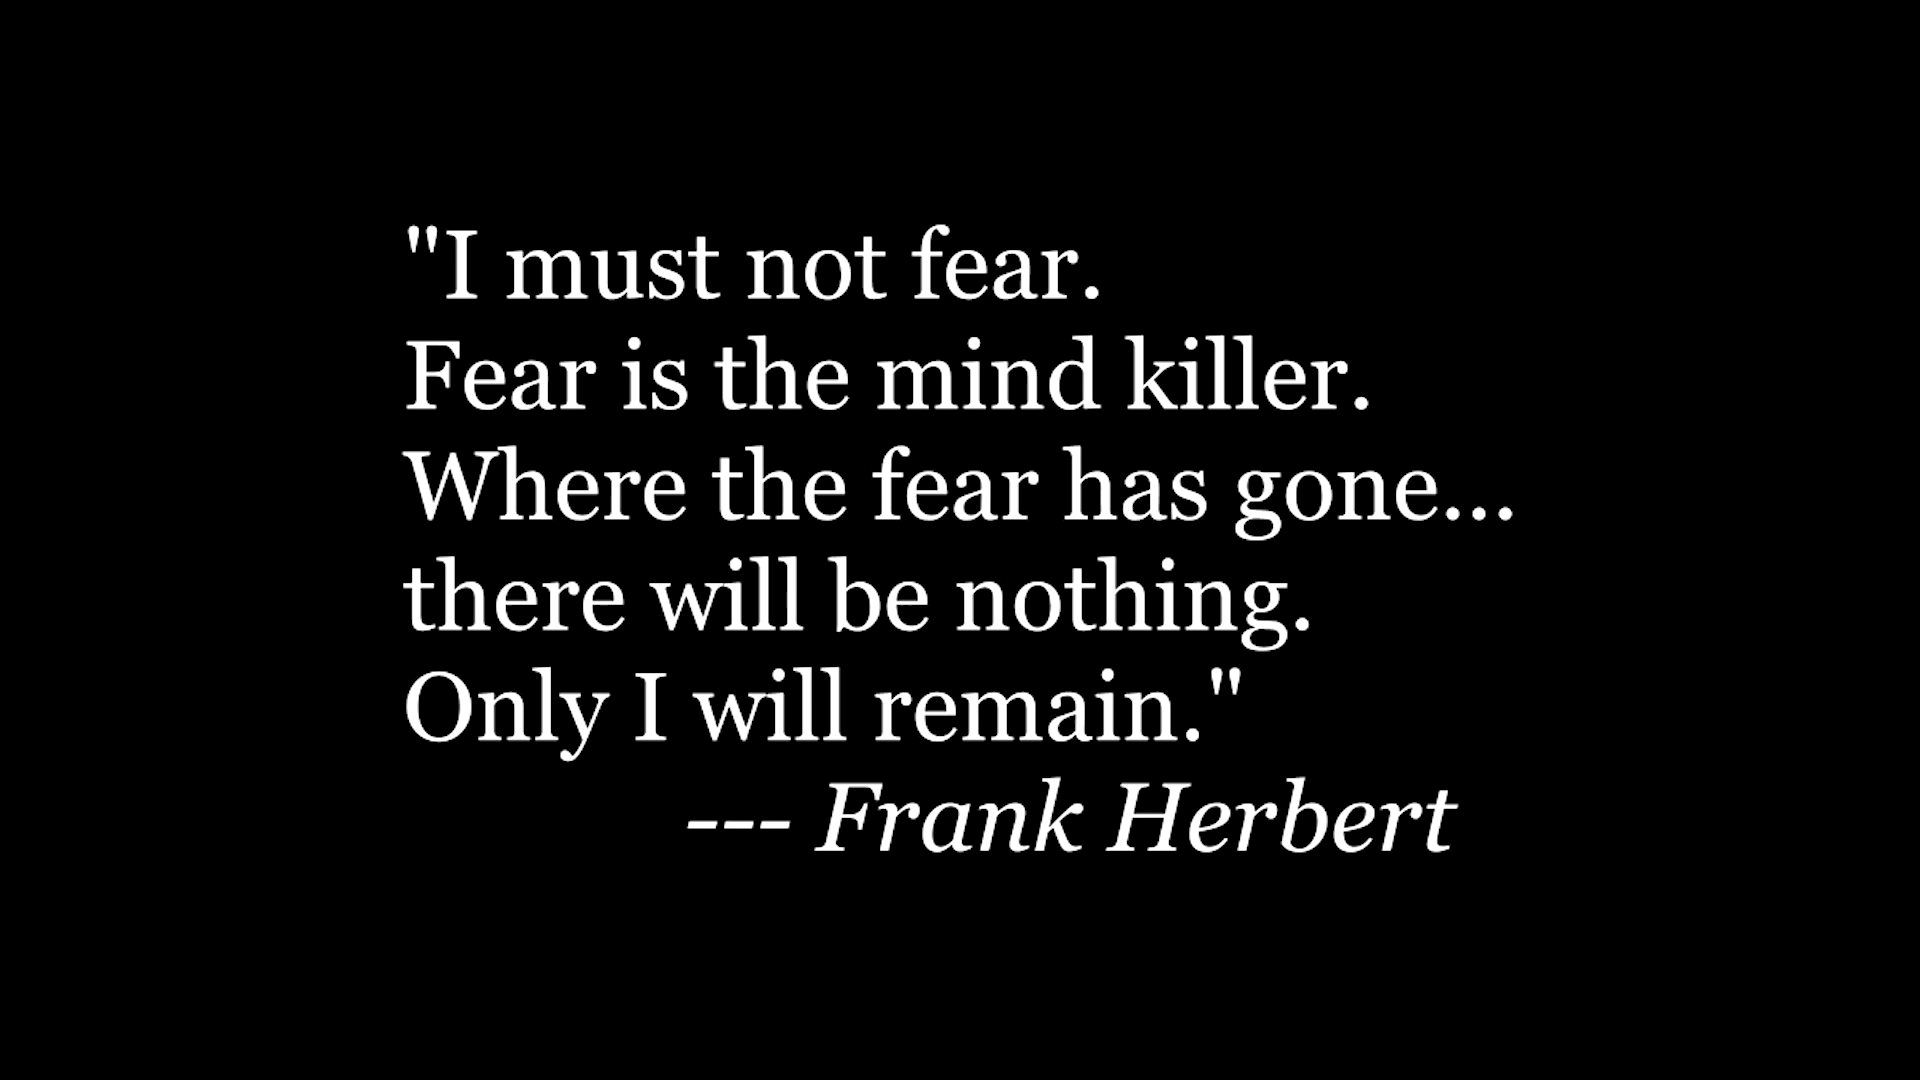 "I must not fear.
Fear is the mind killer.
Where the fear has gone...
there will be nothing.
Only I will remain."
--- Frank Herbert